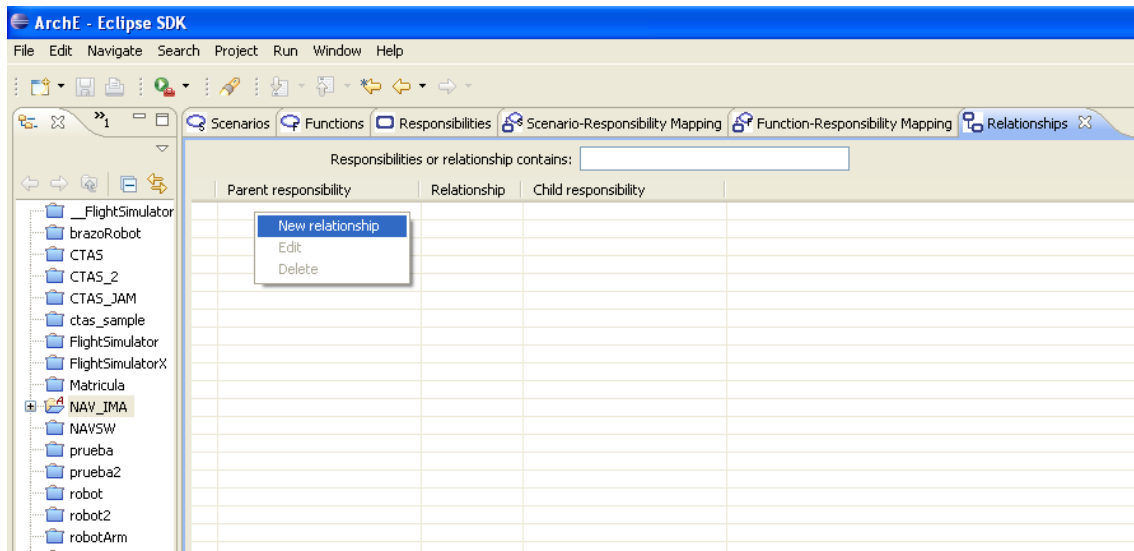 ArchE - Eclipse SDK
File Edit Navigate Search Project Run Window Help
Scenarios Functions Responsibilities Scenario-Responsibility Mapping Function-Responsibility Mapping Relationships
Responsibilities or relationship contains:
Parent responsibility Relationship Child responsibility
New relationship
Edit
Delete
__FlightSimulator
brazoRobot
CTAS
CTAS_2
CTAS_JAM
ctas_sample
FlightSimulator
FlightSimulatorX
Matricula
NAV_IMA
NAVSW
prueba
prueba2
robot
robot2
robotArm